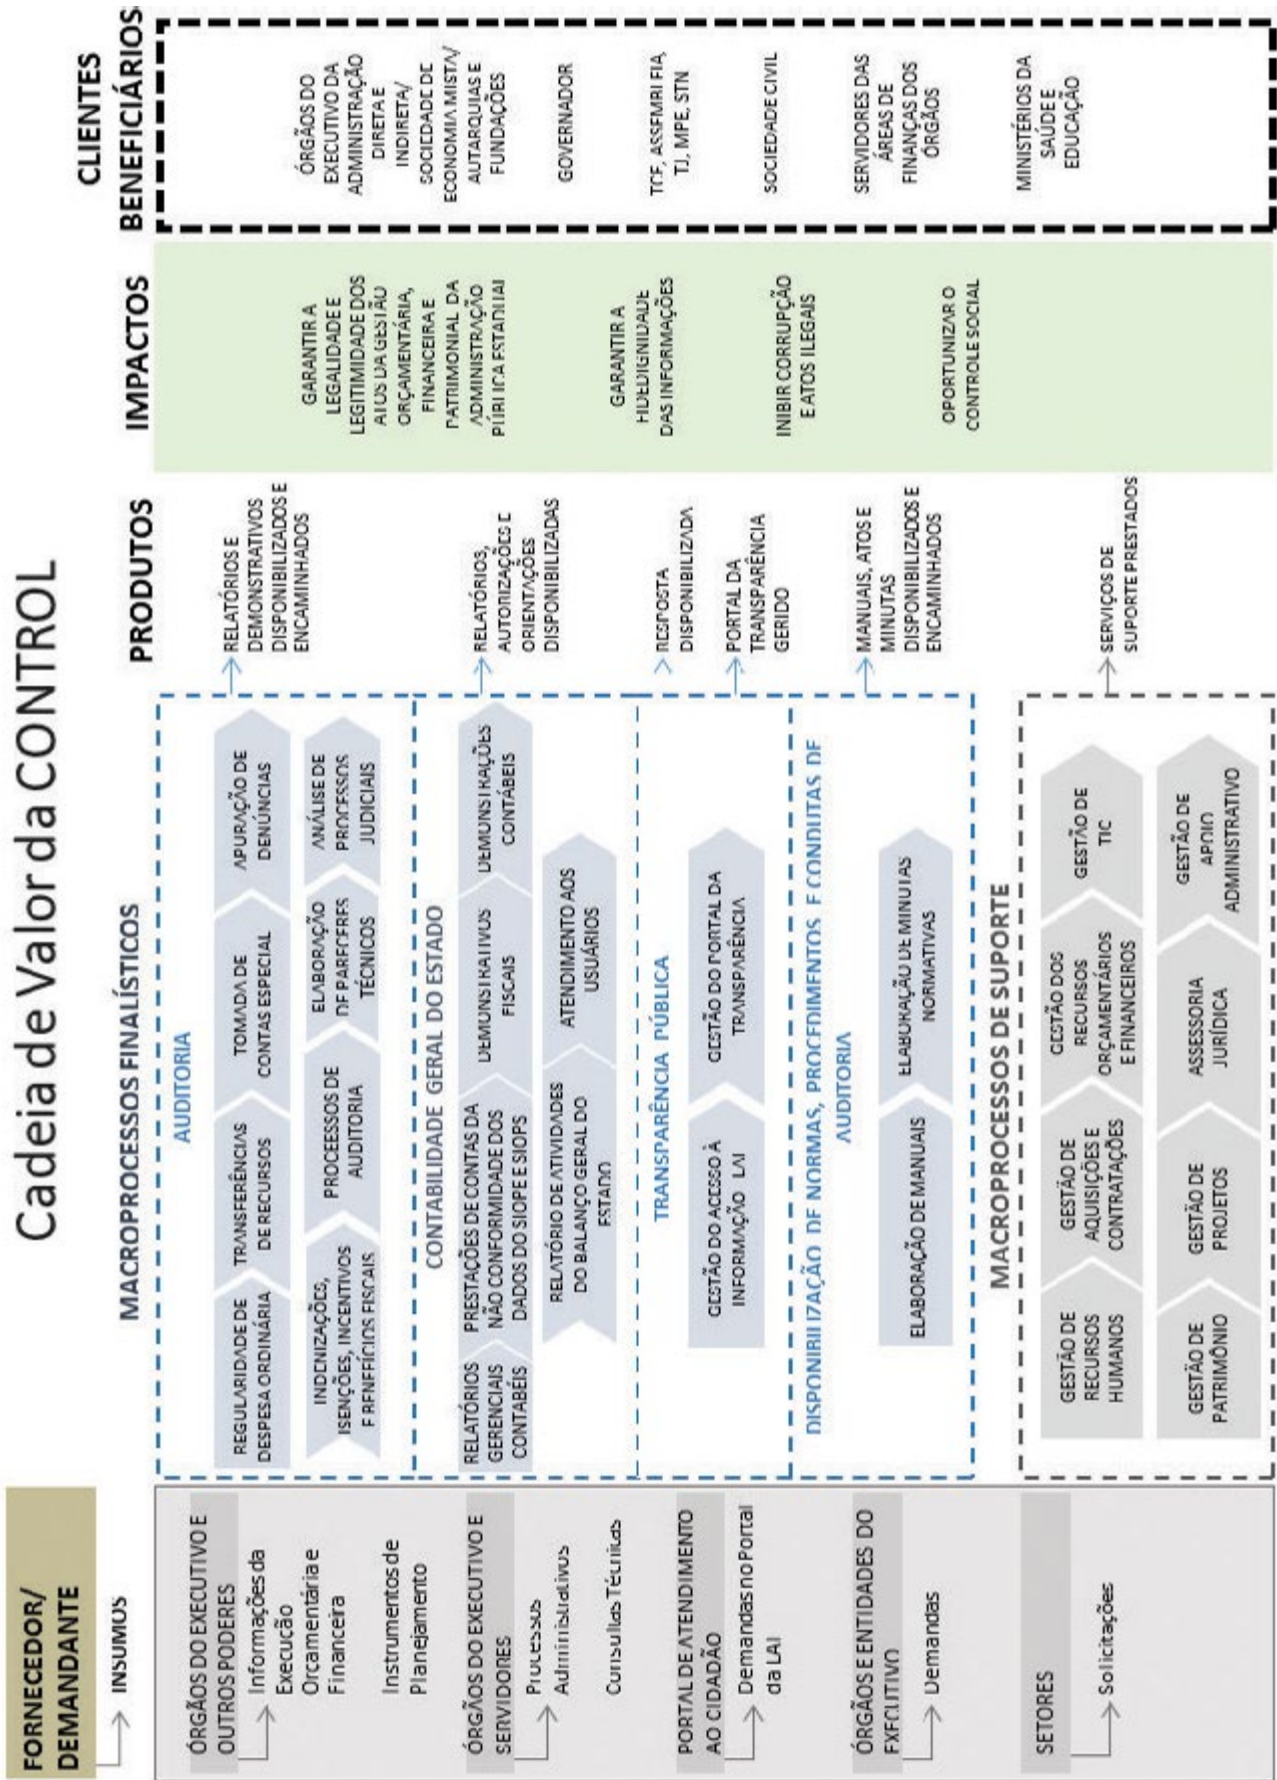 Cadeia de Valor da CONTROL
FORNECEDOR/
DEMANDANTE
INSUMOS
ÓRGÃOS DO EXECUTIVO E
OUTROS PODERES
Informações da
Execução
Orcamentária e
Financeira
Instrumentos de
Planejamento
ÓRGÃOS DO EXECUTIVO E
SERVIDORES
Processos
Administrativos
Consultas Técnicas
PORTAL DE ATENDIMENTO
AO CIDADÃO
Demandas no Portal
da LAI
ÓRGÃOS E ENTIDADES DO
EXECUTIVO
Demandas
SETORES
Solicitações
MACROPROCESSOS FINALÍSTICOS
AUDITORIA
REGULARIDADE DE
DESPESA ORDINÁRIA
TRANSFERÊNCIAS
DE RECURSOS
TOMADA DE
CONTAS ESPECIAL
APURAÇÃO DE
DENÚNCIAS
INDENIZAÇÕES,
ISENÇÕES, INCENTIVOS
E BENEFÍCIOS FISCAIS
PROCESSOS DE
AUDITORIA
ELABORAÇÃO
DE PARECERES
TÉCNICOS
ANÁLISE DE
PROCESSOS
JUDICIAIS
CONTABILIDADE GERAL DO ESTADO
RELATÓRIOS
GERENCIAIS
CONTABÉIS
PRESTAÇÕES DE CONTAS DA
NÃO CONFORMIDADE DOS
DADOS DO SIOPE E SIOPS
DEMONSTRATIVOS
FISCAIS
DEMONSTRAÇÕES
CONTÁBEIS
RELATÓRIO DE ATIVIDADES
DO BALANÇO GERAL DO
ESTADO
ATENDIMENTO AOS
USUÁRIOS
TRANSPARÊNCIA PÚBLICA
GESTÃO DO ACESSO À
INFORMAÇÃO LAI
GESTÃO DO PORTAL DA
TRANSPARÊNCIA
DISPONIBILIZAÇÃO DE NORMAS, PROCEDIMENTOS E CONDUTAS DE
AUDITORIA
ELABORAÇÃO DE MANUAIS
ELABORAÇÃO DE MINUTAS
NORMATIVAS
MACROPROCESSOS DE SUPORTE
GESTÃO DE
RECURSOS
HUMANOS
GESTÃO DE
AQUISIÇÕES E
CONTRATAÇÕES
GESTÃO DOS
RECURSOS
ORÇAMENTÁRIOS
E FINANCEIROS
GESTÃO DE
TIC
GESTÃO DE
PATRIMÔNIO
GESTÃO DE
PROJETOS
ASSESSORIA
JURÍDICA
GESTÃO DE
APOIO
ADMINISTRATIVO
PRODUTOS
RELATÓRIOS E
DEMONSTRATIVOS
DISPONIBILIZADOS E
ENCAMINHADOS
RELATÓRIOS,
AUTORIZAÇÕES E
ORIENTAÇÕES
DISPONIBILIZADAS
RESPOSTA
DISPONIBILIZADA
PORTAL DA
TRANSPARÊNCIA
GERIDO
MANUAIS, ATOS E
MINUTAS
DISPONIBILIZADOS E
ENCAMINHADOS
SERVIÇOS DE
SUPORTE PRESTADOS
IMPACTOS
GARANTIR A
LEGALIDADE E
LEGITIMIDADE DOS
ATOS DA GESTÃO
ORÇAMENTÁRIA,
FINANCEIRA E
PATRIMONIAL DA
ADMINISTRAÇÃO
PÚBLICA ESTADUAL
GARANTIR A
FIDEDIGNIDADE
DAS INFORMAÇÕES
INIBIR CORRUPÇÃO
E ATOS ILEGAIS
OPORTUNIZAR O
CONTROLE SOCIAL
CLIENTES
BENEFICIÁRIOS
ÓRGÃOS DO
EXECUTIVO DA
ADMINISTRAÇÃO
DIRETA E
INDIRETA/
SOCIEDADE DE
ECONOMIA MISTA/
AUTARQUIAS E
FUNDAÇÕES
GOVERNADOR
TCE, ASSEMBLEIA,
TJ, MPE, STN
SOCIEDADE CIVIL
SERVIDORES DAS
ÁREAS DE
FINANÇAS DOS
ÓRGÃOS
MINISTÉRIOS DA
SAÚDE E
EDUCAÇÃO